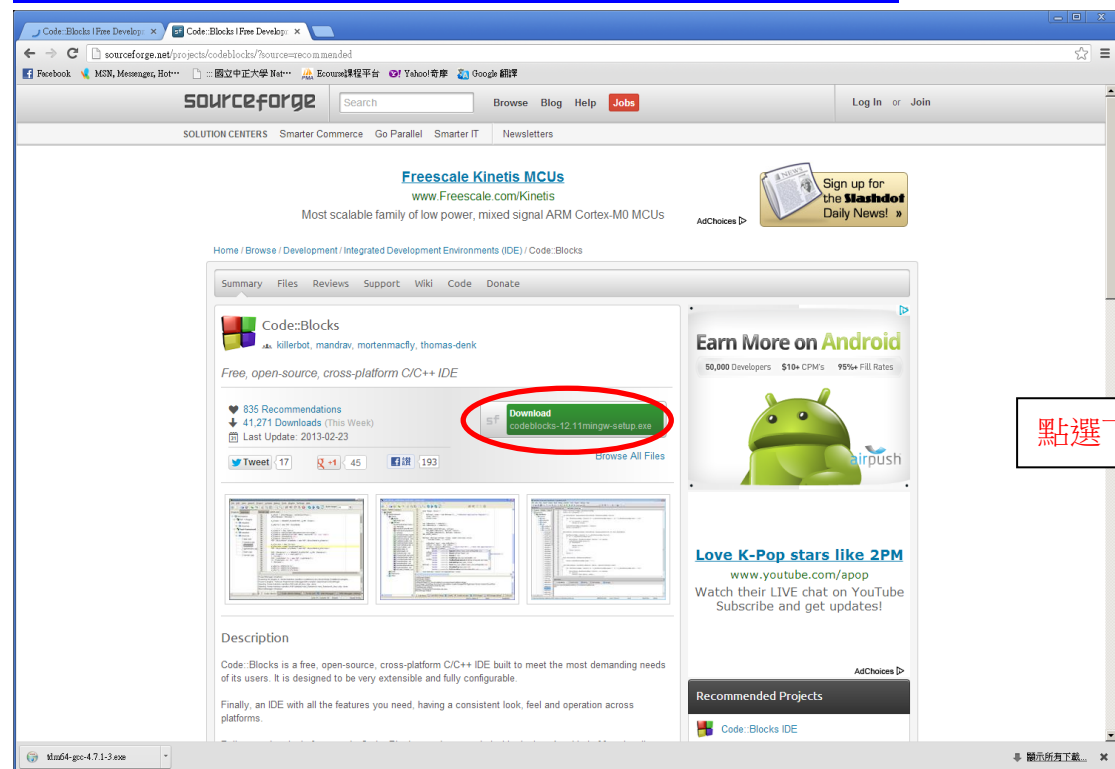 Code::Blocks | Free Develop
Code::Blocks | Free Develop
sourceforge.net/projects/codeblocks/?source=recommended
Facebook MSN, Messenger, Hot… ::: 國立中正大學 Nat… Ecourse課程平台 Yahoo!奇摩 Google 翻譯
sourceforge Search Browse Blog Help Jobs Log In or Join
SOLUTION CENTERS Smarter Commerce Go Parallel Smarter IT Newsletters
Freescale Kinetis MCUs
www.Freescale.com/Kinetis
Most scalable family of low power, mixed signal ARM Cortex-M0 MCUs
AdChoices
NEWS
Sign up for
the Slashdot
Daily News! »
Home / Browse / Development / Integrated Development Environments (IDE) / Code::Blocks
Summary Files Reviews Support Wiki Code Donate
Code::Blocks
killerbot, mandrav, mortenmacfly, thomas-denk
Free, open-source, cross-platform C/C++ IDE
835 Recommendations
41,271 Downloads (This Week)
Last Update: 2013-02-23
sf Download
codeblocks-12.11mingw-setup.exe
Browse All Files
Tweet 17 +1 45 讚 193
Earn More on Android
50,000 Developers $10+ CPM's 95%+ Fill Rates
airpush
點選
Love K-Pop stars like 2PM
www.youtube.com/apop
Watch their LIVE chat on YouTube
Subscribe and get updates!
AdChoices
Description
Code::Blocks is a free, open-source, cross-platform C/C++ IDE built to meet the most demanding needs
of its users. It is designed to be very extensible and fully configurable.
Finally, an IDE with all the features you need, having a consistent look, feel and operation across
platforms.
Recommended Projects
Code::Blocks IDE
tdm64-gcc-4.7.1-3.exe
顯示所有下載...